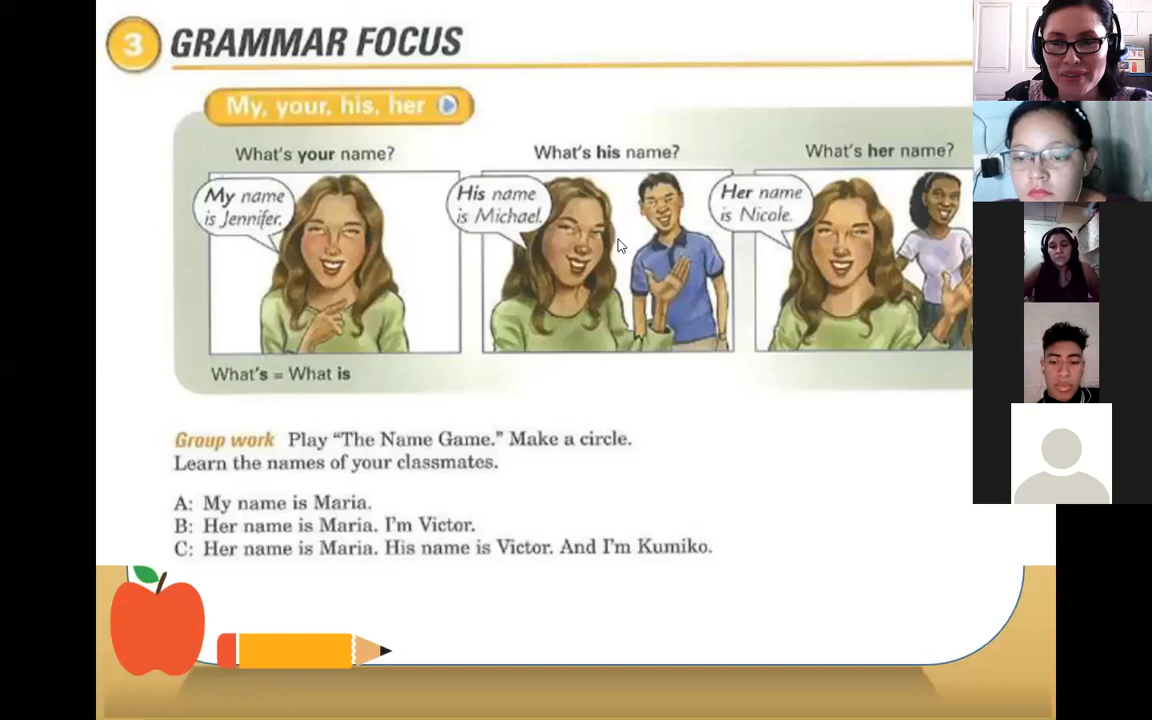 3 GRAMMAR FOCUS
My, your, his, her
What's your name?
My name
is Jennifer.
What's his name?
His name
is Michael.
What's her name?
Her name
is Nicole.
What's = What is
Group work Play “The Name Game.” Make a circle.
Learn the names of your classmates.
A: My name is Maria.
B: Her name is Maria. I'm Victor.
C: Her name is Maria. His name is Victor. And I'm Kumiko.